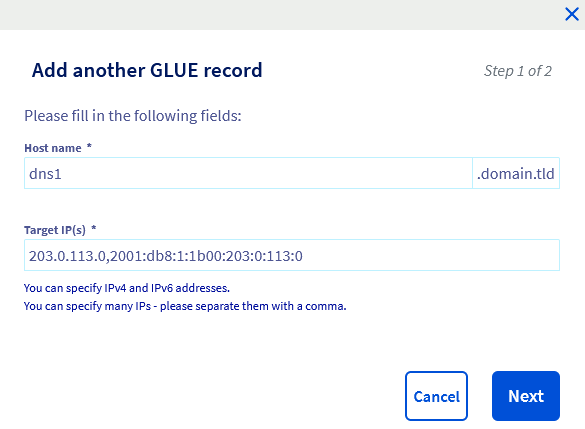 Add another GLUE record
Step 1 of 2
Please fill in the following fields:
Host name *
dns1
.domain.tld
Target IP(s) *
203.0.113.0,2001:db8:1:1b00:203:0:113:0
You can specify IPv4 and IPv6 addresses.
You can specify many IPs - please separate them with a comma.
Cancel
Next